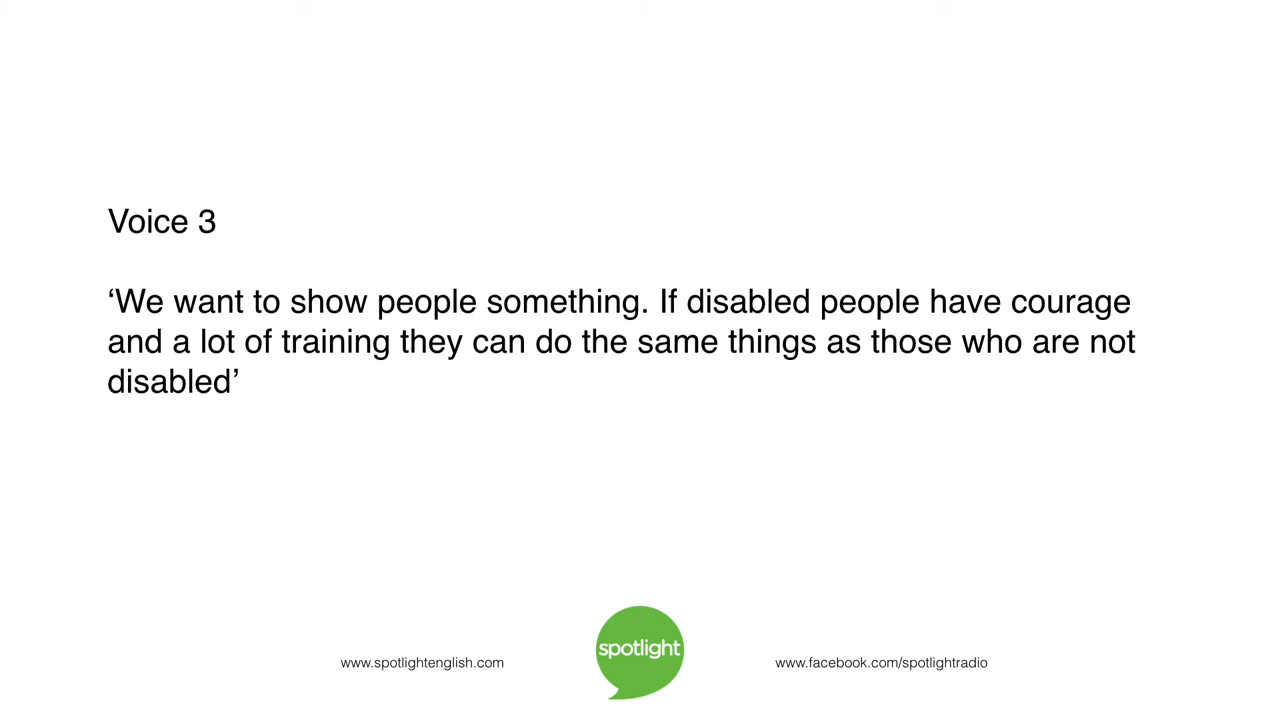 Voice 3
‘We want to show people something. If disabled people have courage
and a lot of training they can do the same things as those who are not
disabled’
www.spotlightenglish.com
spotlight
www.facebook.com/spotlightradio